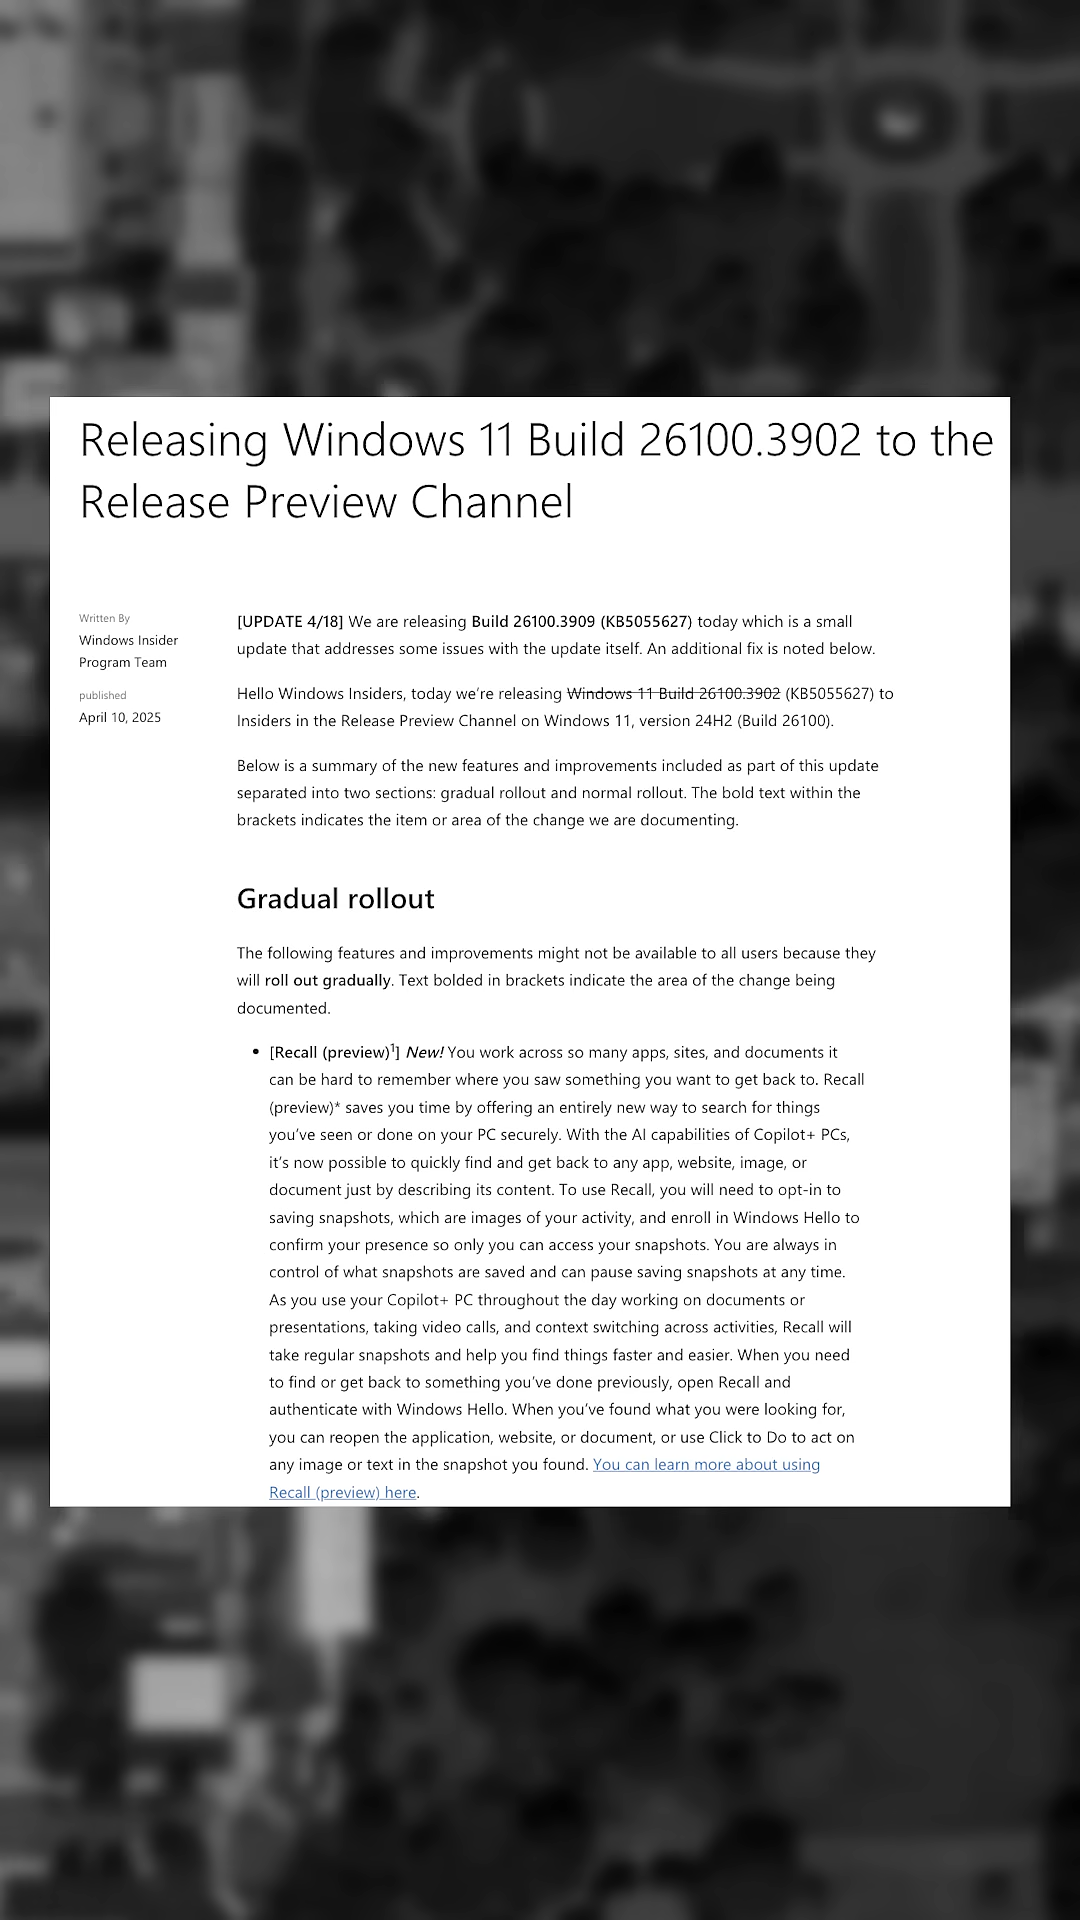 Releasing Windows 11 Build 26100.3902 to the
Release Preview Channel
Written By
Windows Insider
Program Team
published
April 10, 2025
[UPDATE 4/18] We are releasing Build 26100.3909 (KB5055627) today which is a small
update that addresses some issues with the update itself. An additional fix is noted below.
Hello Windows Insiders, today we’re releasing Windows 11 Build 26100.3902 (KB5055627) to
Insiders in the Release Preview Channel on Windows 11, version 24H2 (Build 26100).
Below is a summary of the new features and improvements included as part of this update
separated into two sections: gradual rollout and normal rollout. The bold text within the
brackets indicates the item or area of the change we are documenting.
Gradual rollout
The following features and improvements might not be available to all users because they
will roll out gradually. Text bolded in brackets indicate the area of the change being
documented.
• [Recall (preview)¹] New! You work across so many apps, sites, and documents it
can be hard to remember where you saw something you want to get back to. Recall
(preview)* saves you time by offering an entirely new way to search for things
you’ve seen or done on your PC securely. With the AI capabilities of Copilot+ PCs,
it’s now possible to quickly find and get back to any app, website, image, or
document just by describing its content. To use Recall, you will need to opt-in to
saving snapshots, which are images of your activity, and enroll in Windows Hello to
confirm your presence so only you can access your snapshots. You are always in
control of what snapshots are saved and can pause saving snapshots at any time.
As you use your Copilot+ PC throughout the day working on documents or
presentations, taking video calls, and context switching across activities, Recall will
take regular snapshots and help you find things faster and easier. When you need
to find or get back to something you’ve done previously, open Recall and
authenticate with Windows Hello. When you’ve found what you were looking for,
you can reopen the application, website, or document, or use Click to Do to act on
any image or text in the snapshot you found. You can learn more about using
Recall (preview) here.